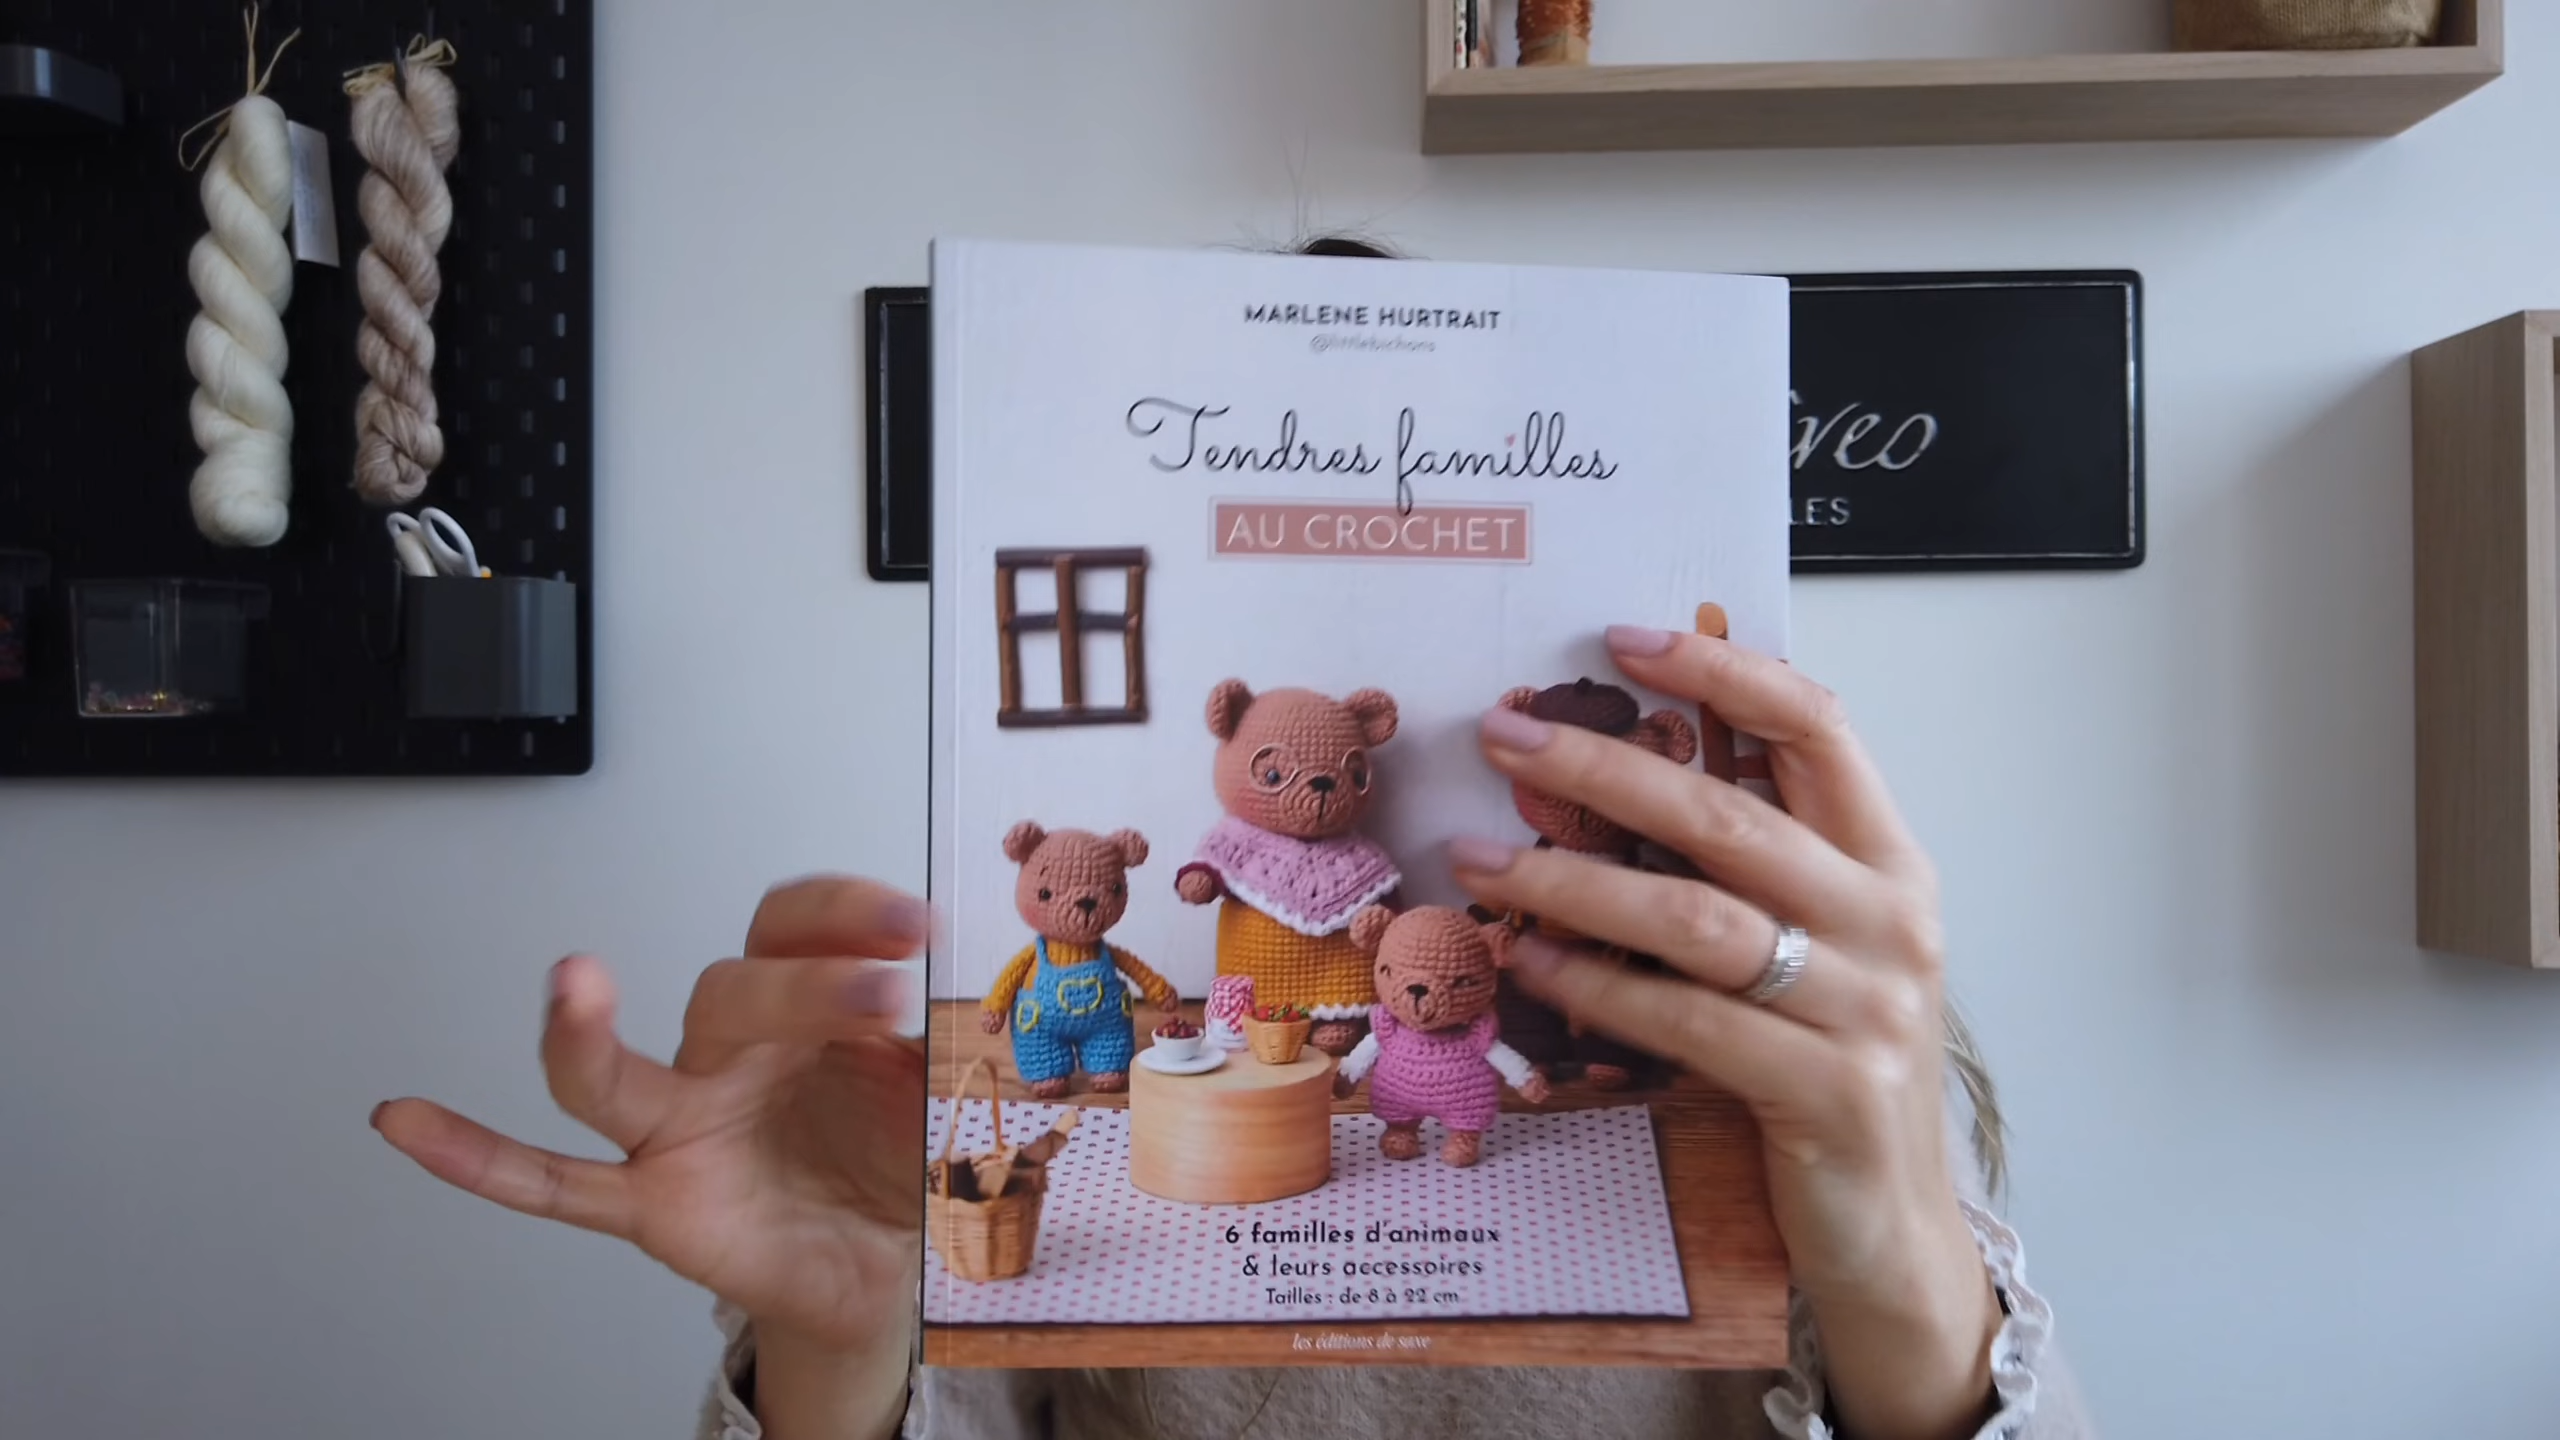 MARLENE HURTRAIT
@littlebichons
Tendres familles
AU CROCHET
6 familles d'animaux
& leurs accessoires
Tailles : de 8 à 22 cm
les éditions de saxe